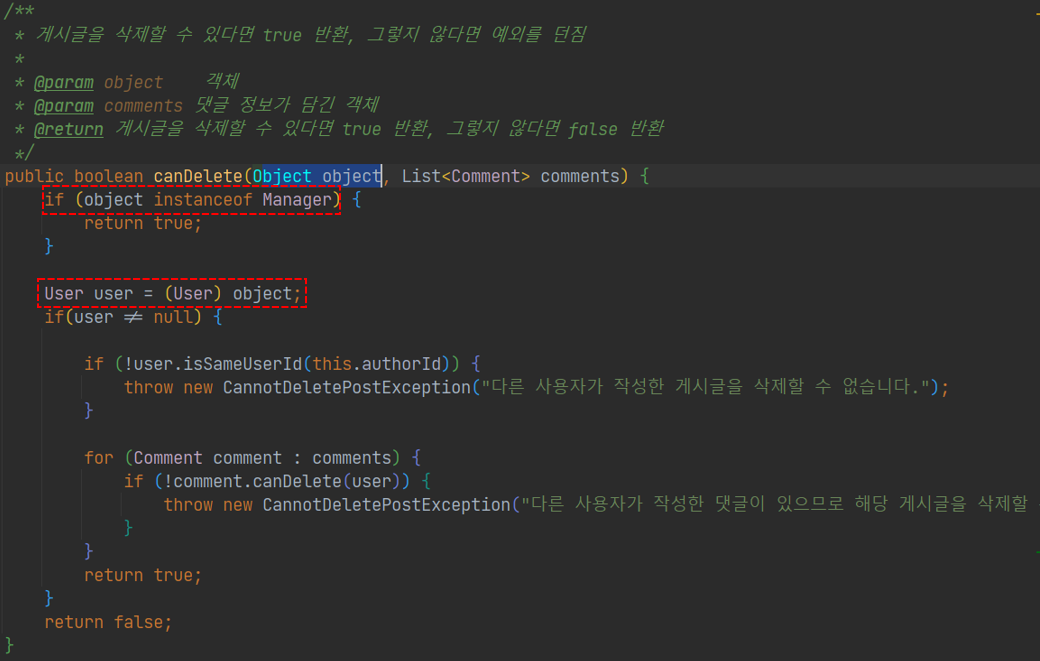 /**
 * 게시글을 삭제할 수 있다면 true 반환, 그렇지 않다면 예외를 던짐
 *
 * @param object    객체
 * @param comments 댓글 정보가 담긴 객체
 * @return 게시글을 삭제할 수 있다면 true 반환, 그렇지 않다면 false 반환
 */
public boolean canDelete(Object object, List<Comment> comments) {
    if (object instanceof Manager) {
        return true;
    }
    User user = (User) object;
    if(user ≠ null) {
        if (!user.isSameUserId(this.authorId)) {
            throw new CannotDeletePostException("다른 사용자가 작성한 게시글을 삭제할 수 없습니다.");
        }
        for (Comment comment : comments) {
            if (!comment.canDelete(user)) {
                throw new CannotDeletePostException("다른 사용자가 작성한 댓글이 있으므로 해당 게시글을 삭제할
            }
        }
        return true;
    }
    return false;
}